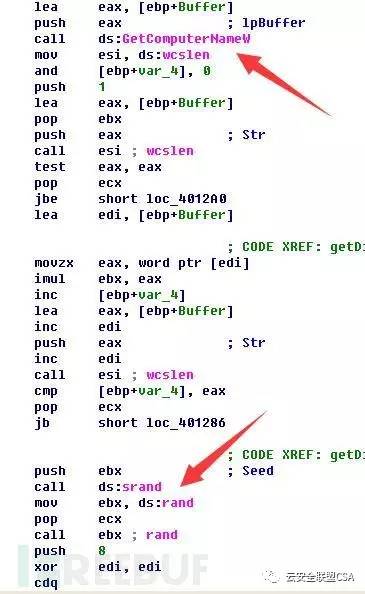 lea eax, [ebp+Buffer]
push eax ; lpBuffer
call ds:GetComputerNameW
mov esi, ds:wcslen
and [ebp+var_4], 0
push 1
lea eax, [ebp+Buffer]
pop ebx
push eax ; Str
call esi ; wcslen
test eax, eax
pop ecx
jbe short loc_4012A0
lea edi, [ebp+Buffer]
; CODE XREF: getDi
movzx eax, word ptr [edi]
imul ebx, eax
inc [ebp+var_4]
lea eax, [ebp+Buffer]
inc edi
push eax ; Str
inc edi
call esi ; wcslen
cmp [ebp+var_4], eax
pop ecx
jb short loc_401286
; CODE XREF: getDi
push ebx ; Seed
call ds:srand
mov ebx, ds:rand
pop ecx
call ebx ; rand
push 8
xor edi, edi
cdq
REEBUF
云安全联盟CSA